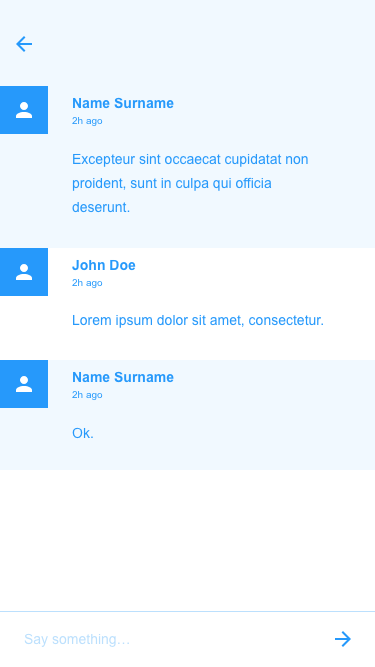 Name Surname
2h ago
Excepteur sint occaecat cupidatat non
proident, sunt in culpa qui officia
deserunt.
John Doe
2h ago
Lorem ipsum dolor sit amet, consectetur.
Name Surname
2h ago
Ok.
Say something…